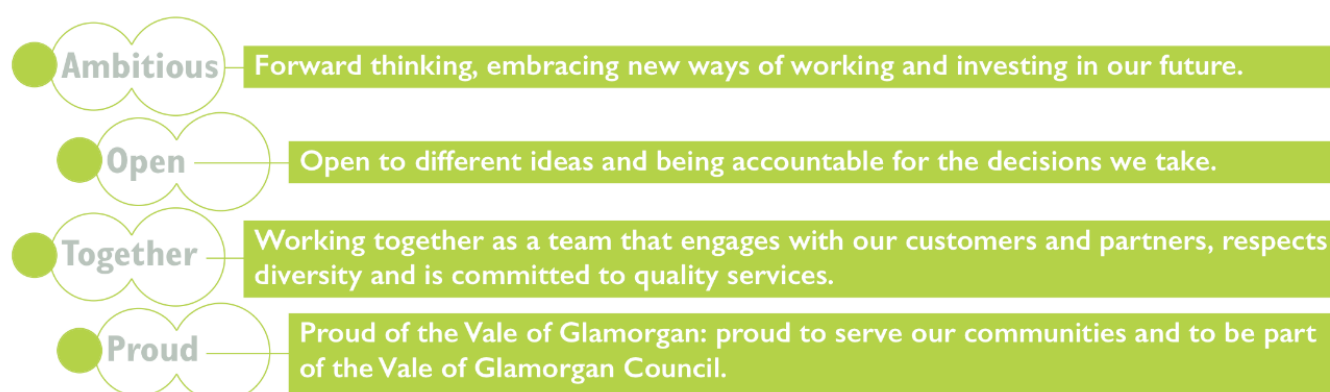 Ambitious
Forward thinking, embracing new ways of working and investing in our future.
Open
Open to different ideas and being accountable for the decisions we take.
Together
Working together as a team that engages with our customers and partners, respects
diversity and is committed to quality services.
Proud
Proud of the Vale of Glamorgan: proud to serve our communities and to be part
of the Vale of Glamorgan Council.